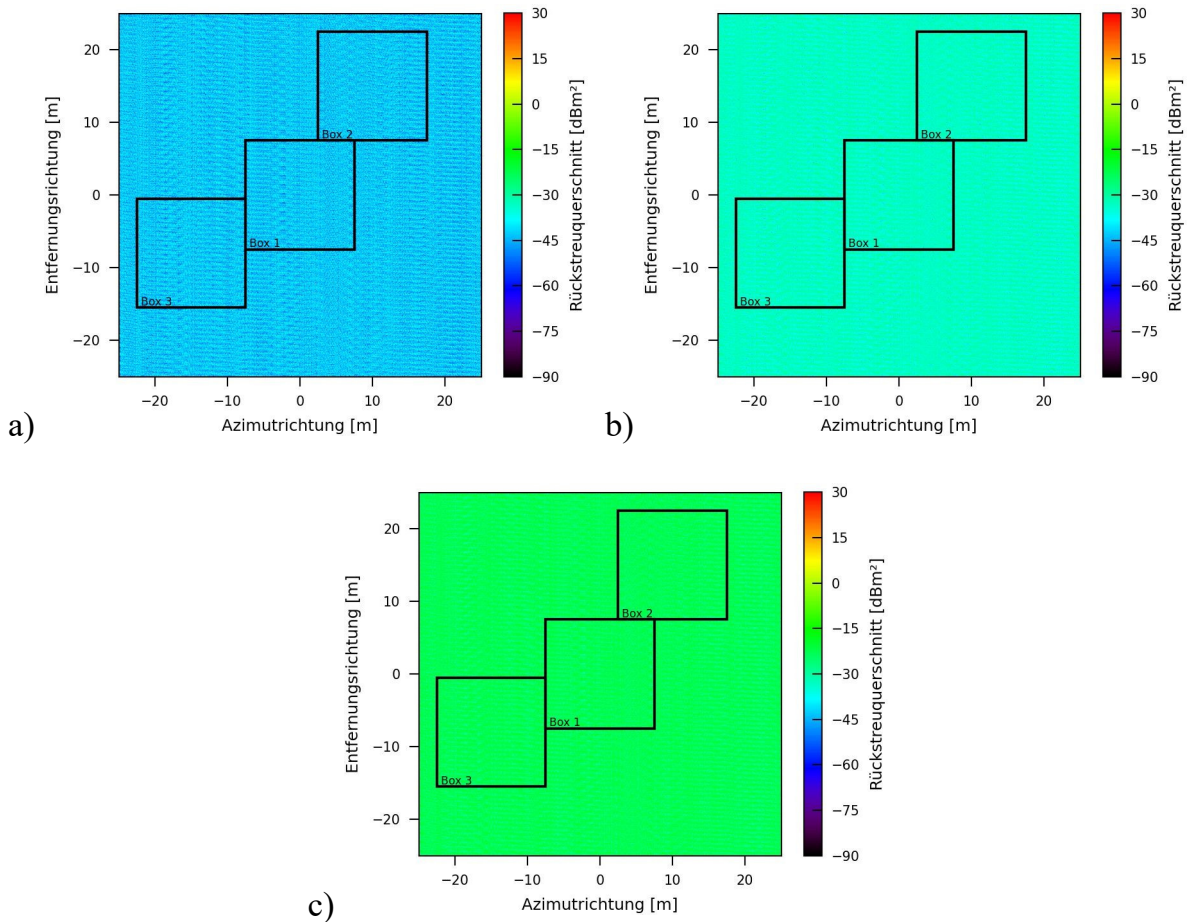 30
20
15
10
Box 2
0
−15
0
−30
Box 1
−45
−10
−60
Box 3
−20
−75
−90
−20 −10 0 10 20
Azimutrichtung [m]
Entfernungsrichtung [m]
Rückstreuquerschnitt [dBm²]
a)
30
20
15
10
Box 2
0
−15
0
−30
Box 1
−45
−10
−60
Box 3
−20
−75
−90
−20 −10 0 10 20
Azimutrichtung [m]
Entfernungsrichtung [m]
Rückstreuquerschnitt [dBm²]
b)
30
20
15
10
Box 2
0
−15
0
−30
Box 1
−45
−10
−60
Box 3
−20
−75
−90
−20 −10 0 10 20
Azimutrichtung [m]
Entfernungsrichtung [m]
Rückstreuquerschnitt [dBm²]
c)